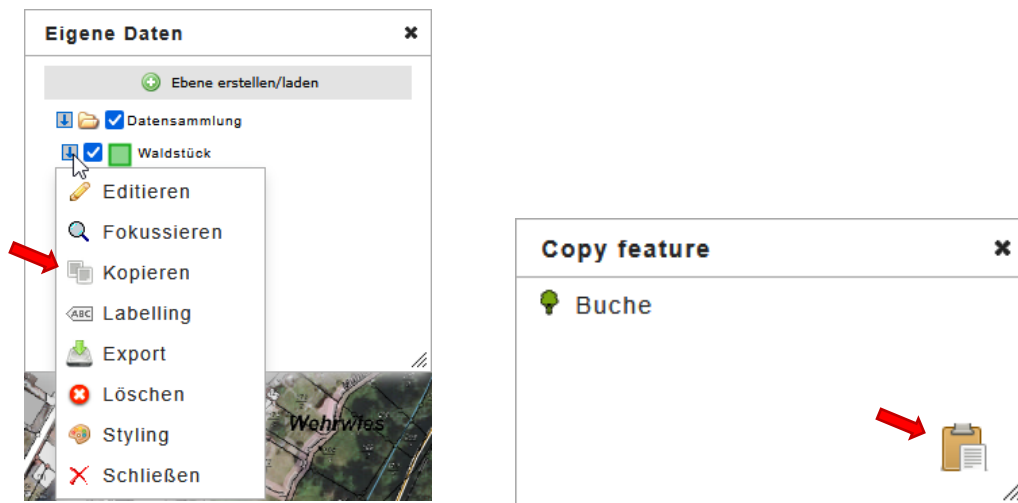 Eigene Daten
Ebene erstellen/laden
Datensammlung
Waldstück
Editieren
Fokussieren
Kopieren
ABC Labelling
Export
Löschen
Styling
Schließen
Wehrwies
Copy feature
Buche